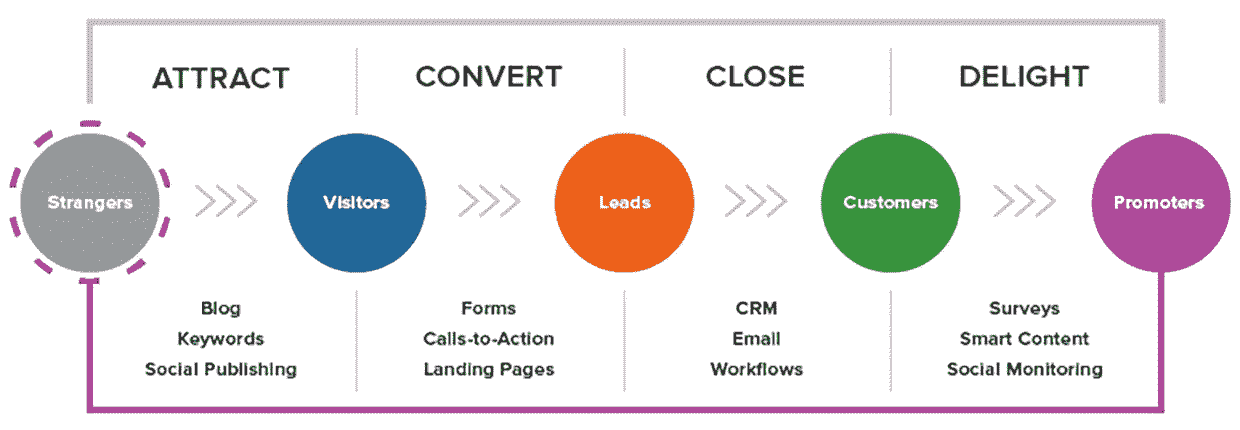 ATTRACT
CONVERT
CLOSE
DELIGHT
Strangers
Visitors
Leads
Customers
Promoters
Blog
Keywords
Social Publishing
Forms
Calls-to-Action
Landing Pages
CRM
Email
Workflows
Surveys
Smart Content
Social Monitoring